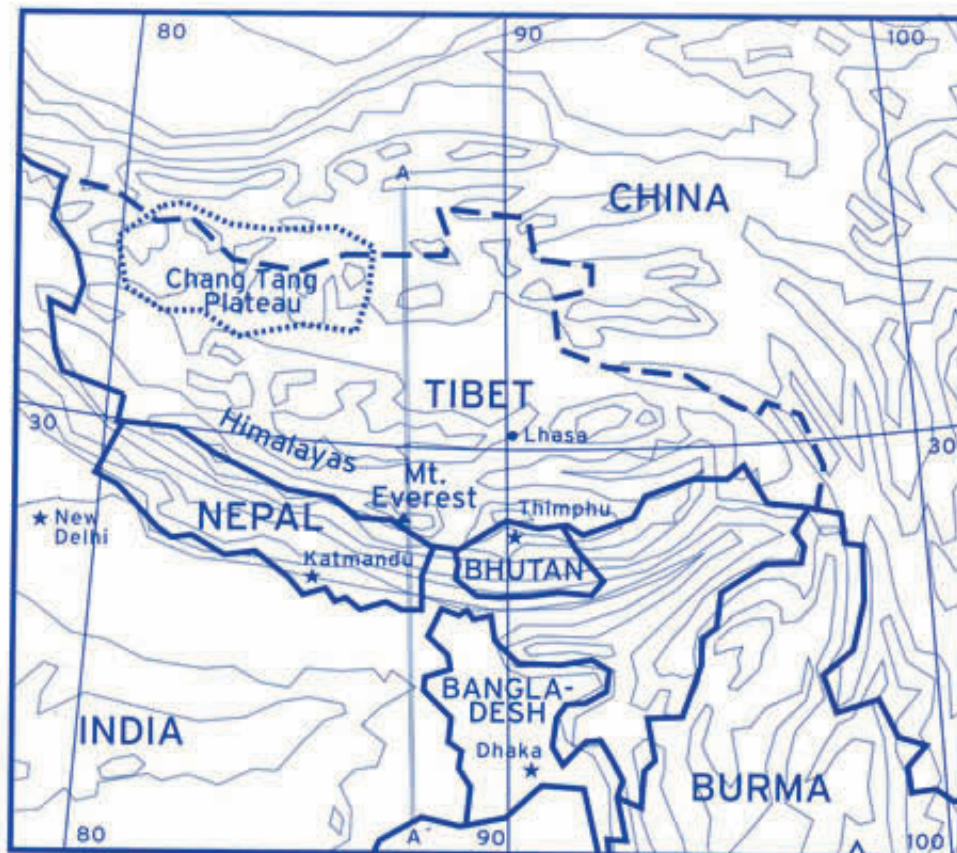 80
90
100
A
CHINA
Chang Tang
Plateau
TIBET
30
Himalayas
Lhasa
30
Mt.
Everest
NEPAL
Thimphu
New
Delhi
Katmandu
BHUTAN
BANGLA-
DESH
INDIA
Dhaka
BURMA
80
A'
90
100